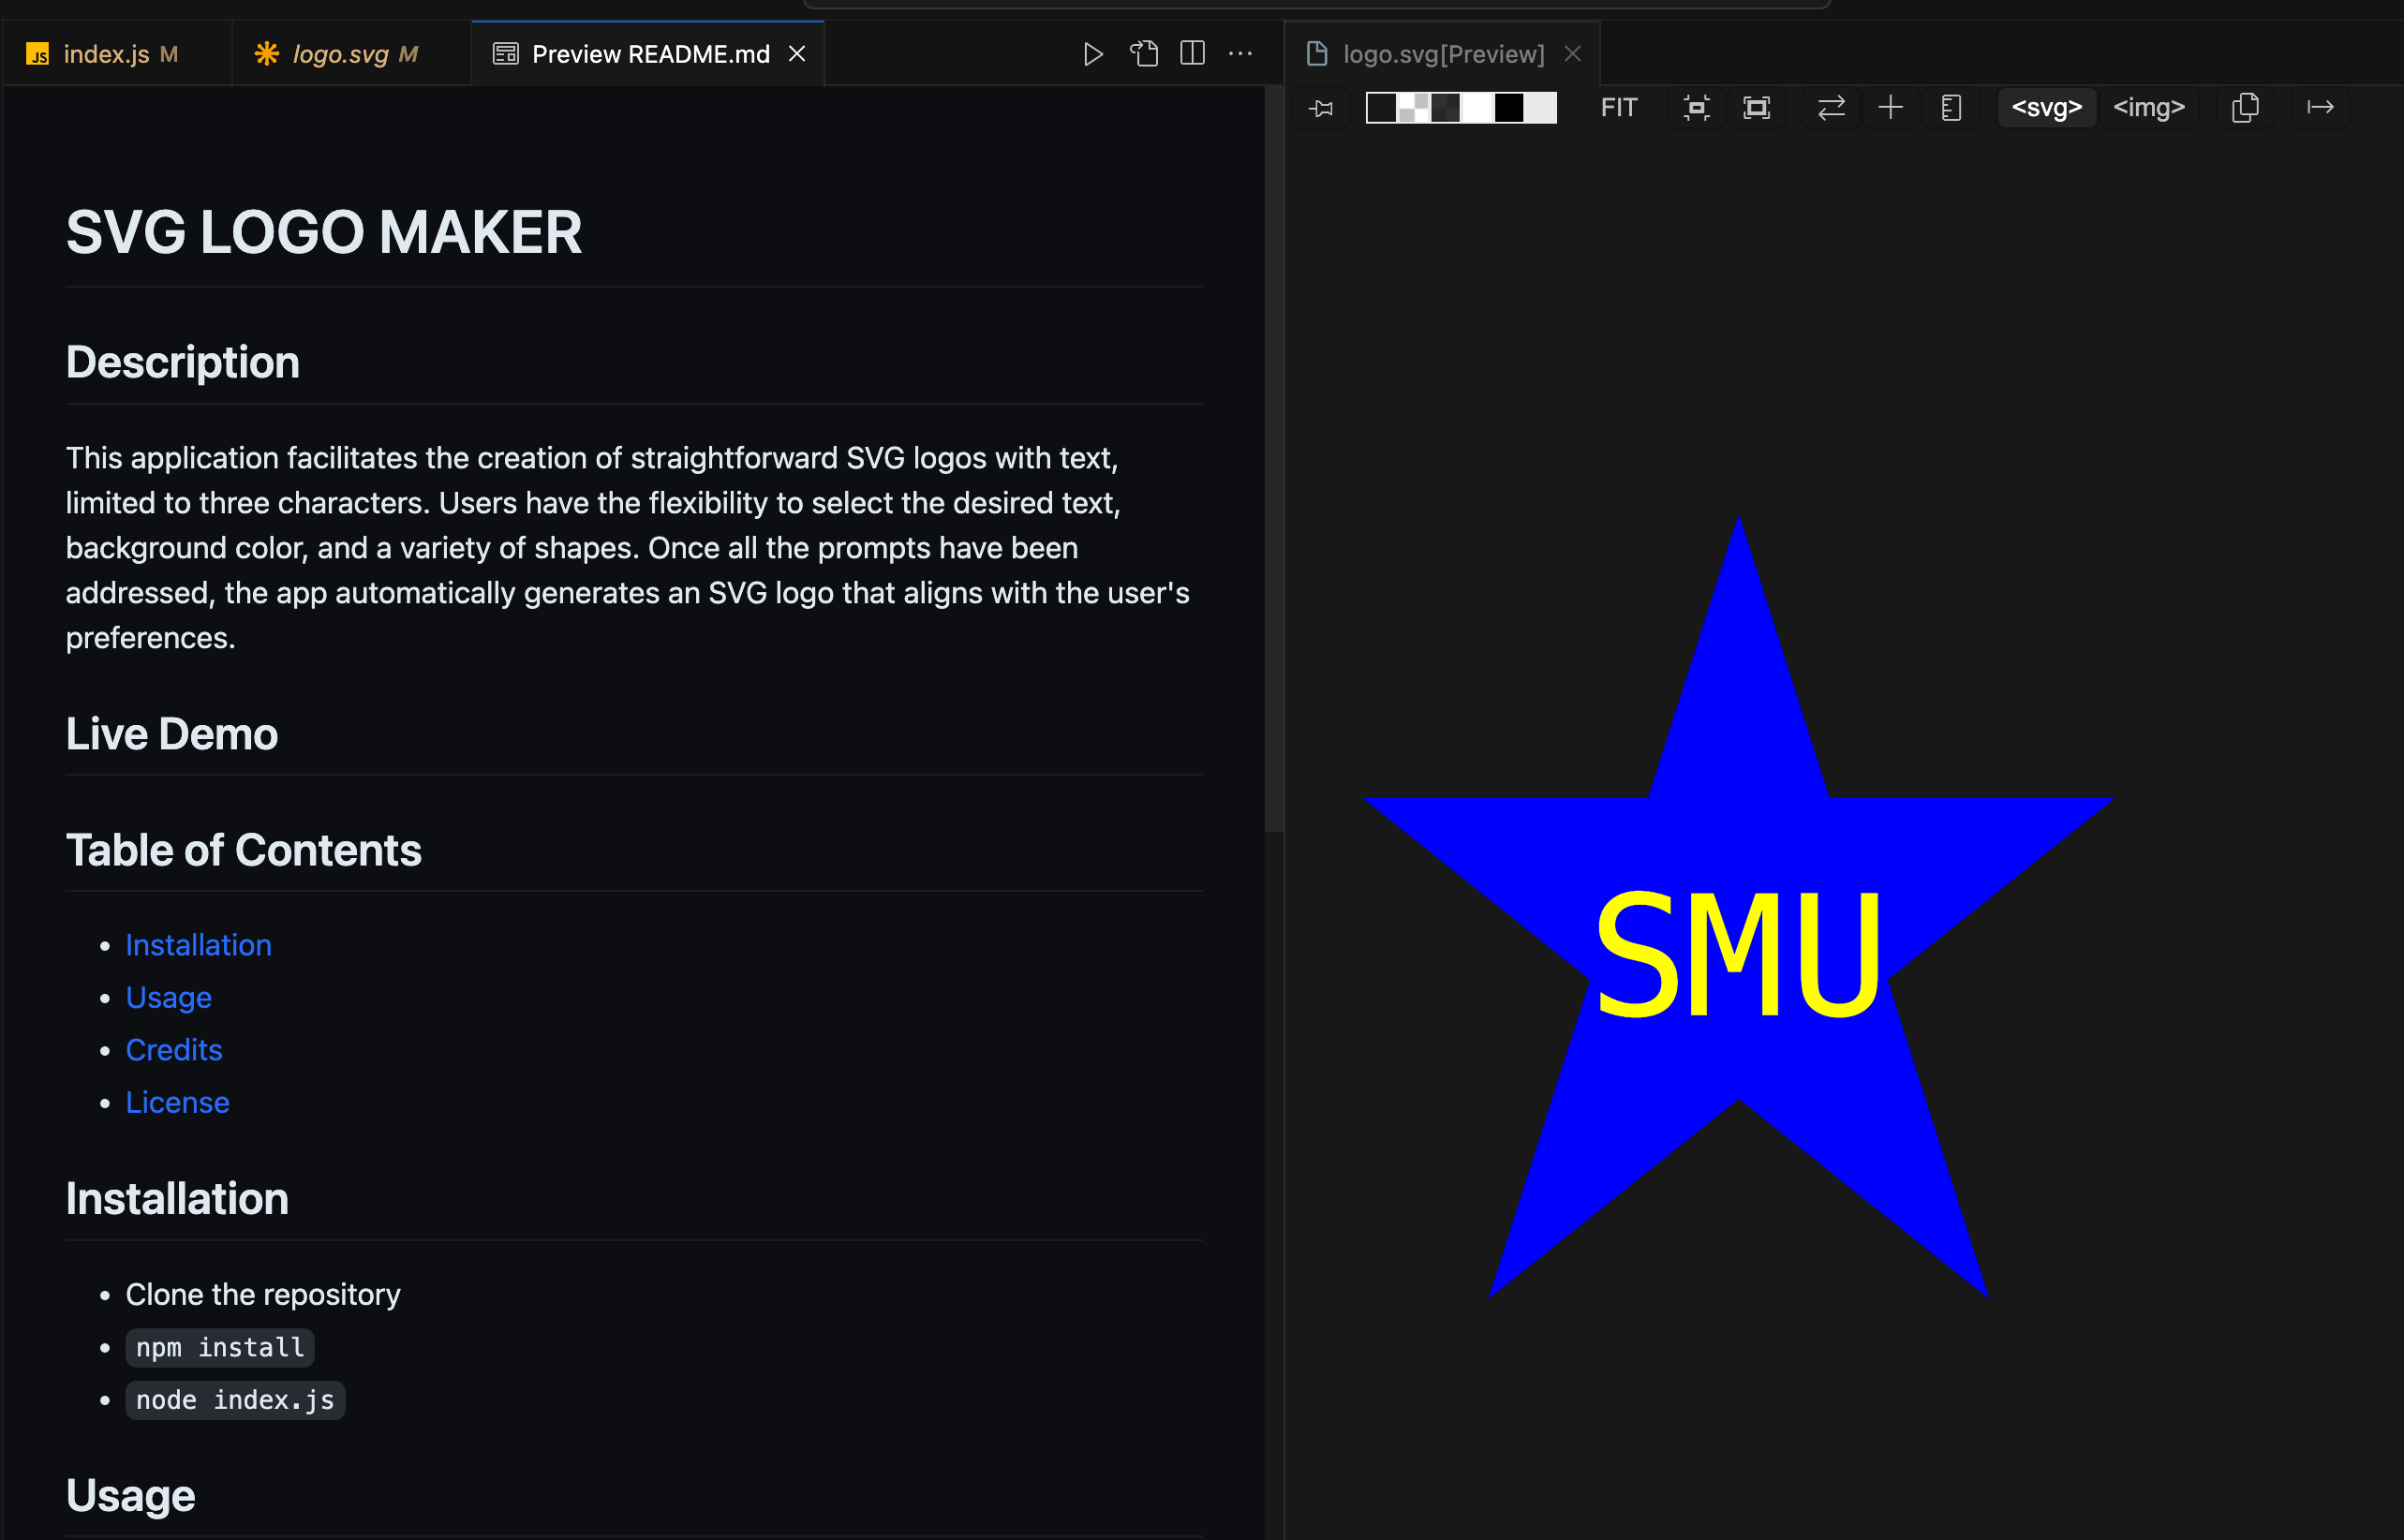 index.js M
logo.svg M
Preview README.md
logo.svg[Preview]
FIT
<svg>
<img>
SVG LOGO MAKER
Description
This application facilitates the creation of straightforward SVG logos with text,
limited to three characters. Users have the flexibility to select the desired text,
background color, and a variety of shapes. Once all the prompts have been
addressed, the app automatically generates an SVG logo that aligns with the user's
preferences.
Live Demo
Table of Contents
• Installation
• Usage
• Credits
• License
Installation
• Clone the repository
• npm install
• node index.js
Usage
SMU